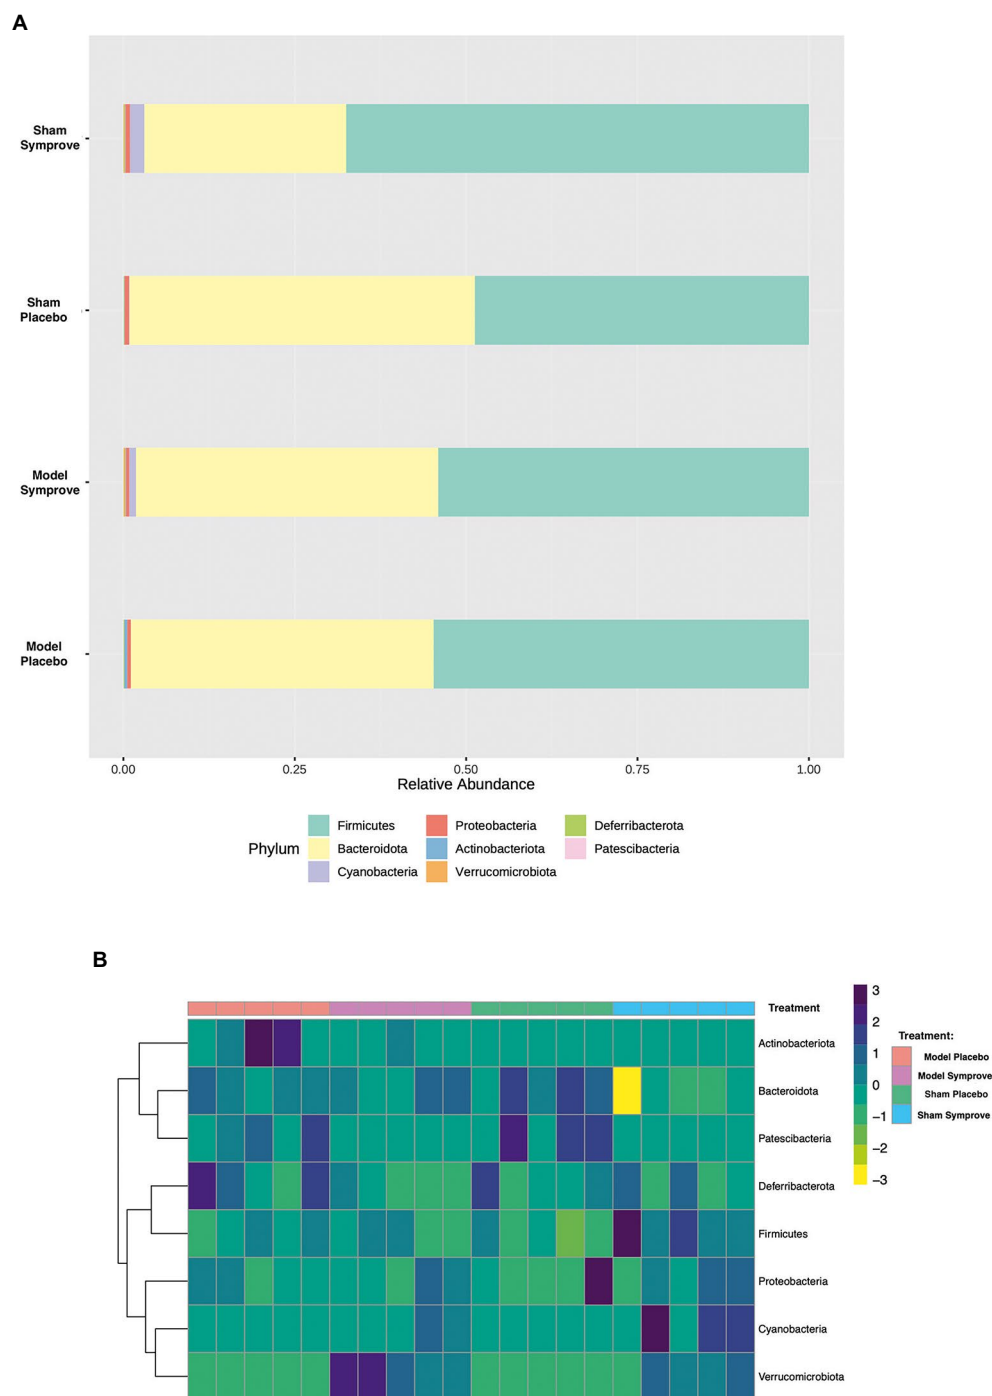 A
Sham
Symprove
Sham
Placebo
Model
Symprove
Model
Placebo
0.00 0.25 0.50 0.75 1.00
Relative Abundance
Phylum
Firmicutes Proteobacteria Deferribacterota
Bacteroidota Actinobacteriota Patescibacteria
Cyanobacteria Verrucomicrobiota
B
Treatment
Actinobacteriota
Bacteroidota
Patescibacteria
Deferribacterota
Firmicutes
Proteobacteria
Cyanobacteria
Verrucomicrobiota
3
2
1
0
−1
−2
−3
Treatment:
Model Placebo
Model Symprove
Sham Placebo
Sham Symprove